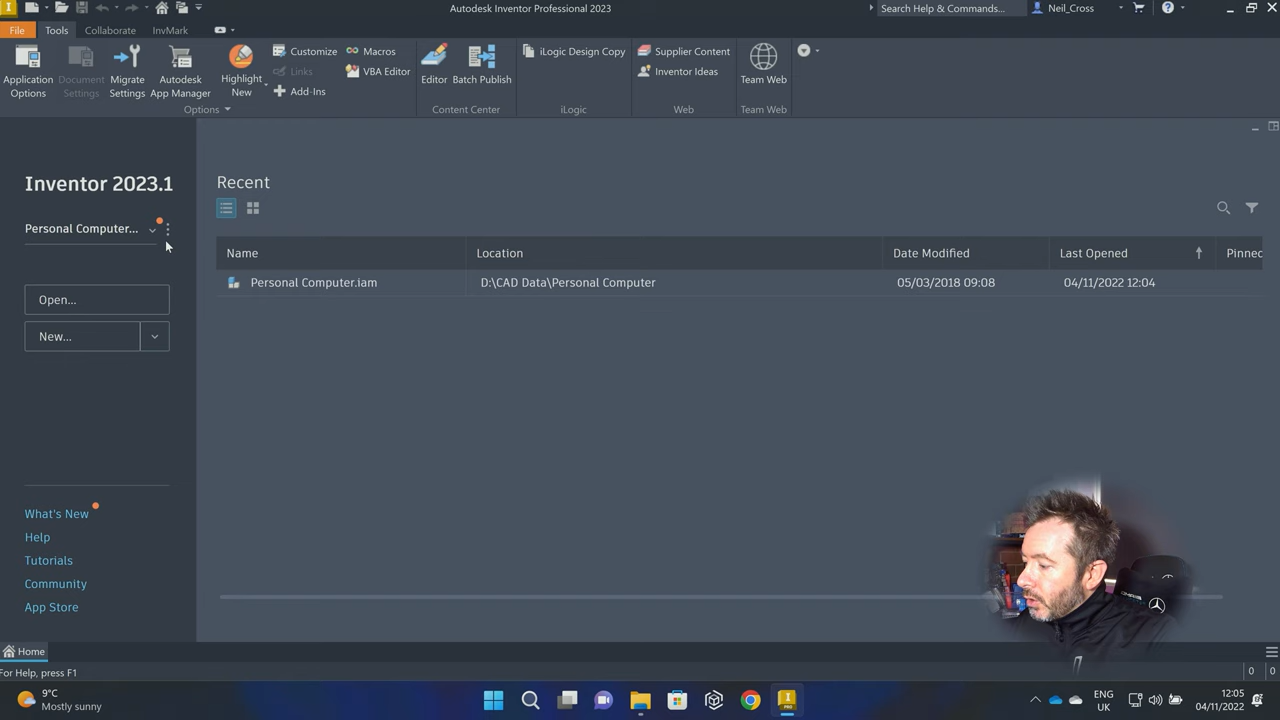 Autodesk Inventor Professional 2023
Search Help & Commands...
Neil_Cross
File Tools Collaborate InvMark
Application Options
Document Settings
Migrate Settings
Autodesk App Manager
Highlight New
Customize
Links
Add-Ins
Macros
VBA Editor
Options
Editor
Batch Publish
Content Center
iLogic Design Copy
iLogic
Supplier Content
Inventor Ideas
Web
Team Web
Team Web
Inventor 2023.1
Personal Computer...
Open...
New...
What's New
Help
Tutorials
Community
App Store
Recent
Name Location Date Modified Last Opened Pinned
Personal Computer.iam D:\CAD Data\Personal Computer 05/03/2018 09:08 04/11/2022 12:04
Home
For Help, press F1
0 0
9°C
Mostly sunny
PRO
ENG
UK
12:05
04/11/2022